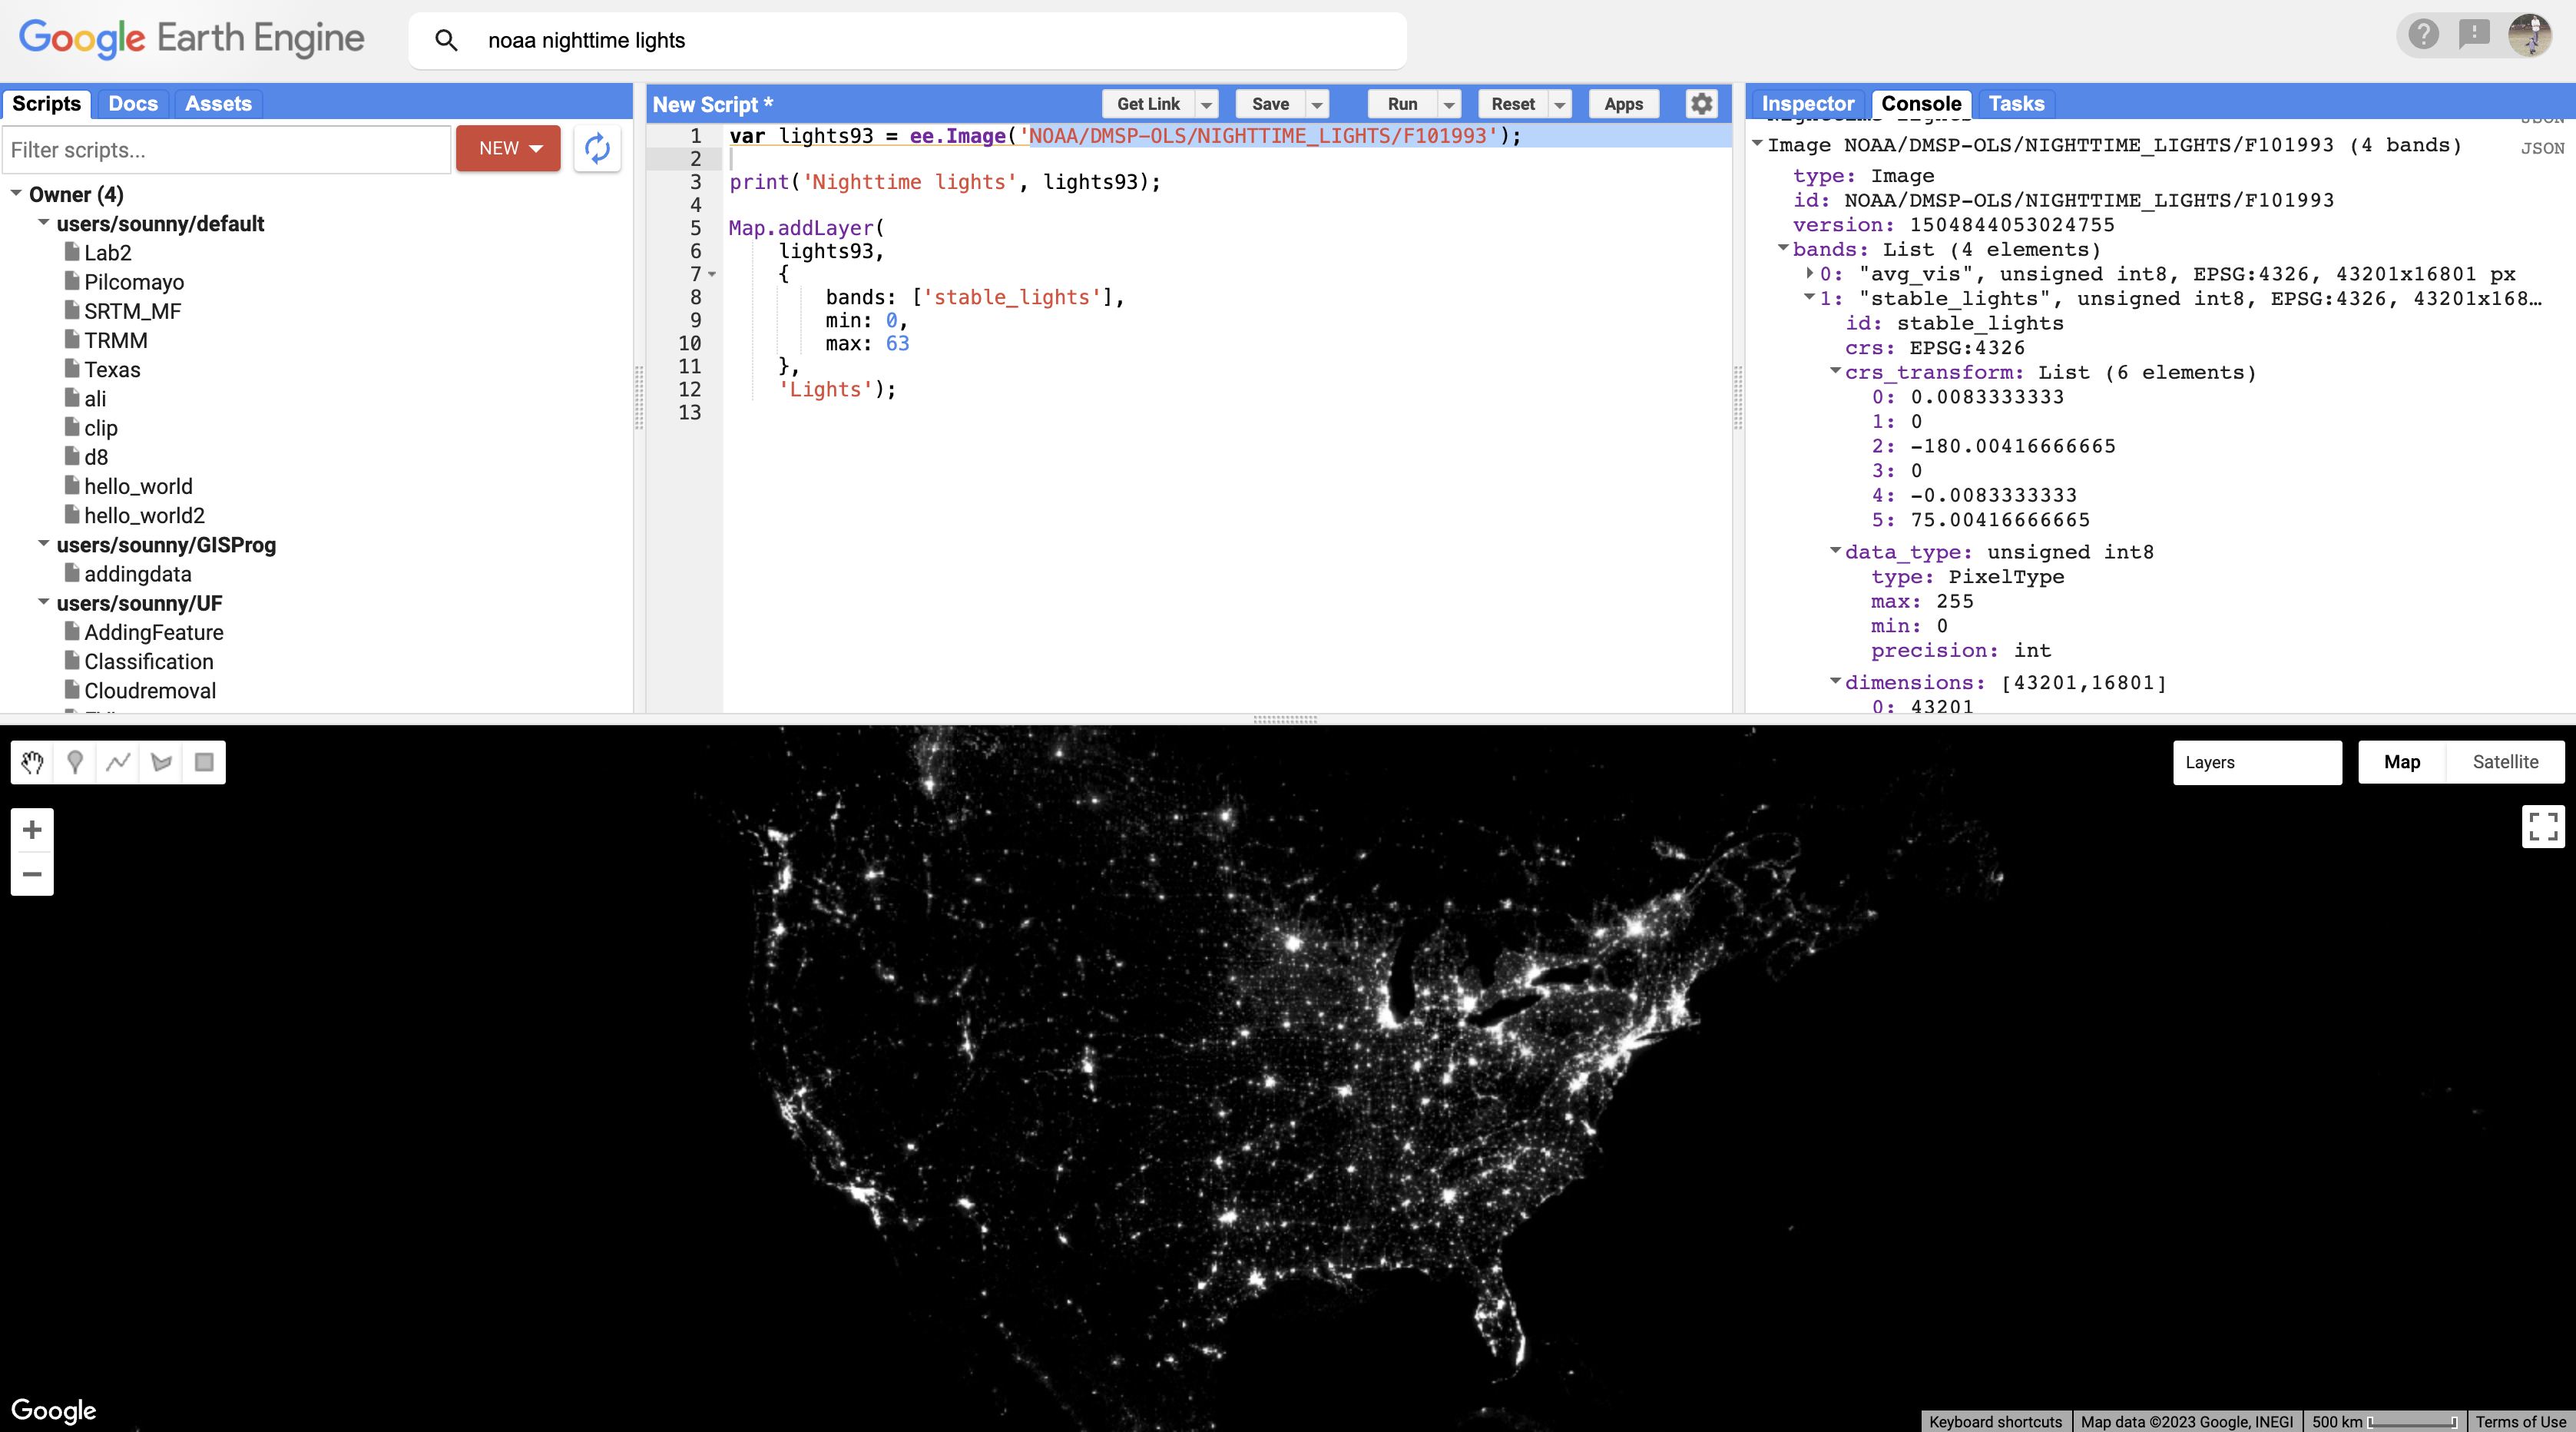 Google Earth Engine
noaa nighttime lights
Scripts Docs Assets
Filter scripts...
NEW
Owner (4)
users/sounny/default
Lab2
Pilcomayo
SRTM_MF
TRMM
Texas
ali
clip
d8
hello_world
hello_world2
users/sounny/GISProg
addingdata
users/sounny/UF
AddingFeature
Classification
Cloudremoval
New Script *
Get Link Save Run Reset Apps
1 var lights93 = ee.Image('NOAA/DMSP-OLS/NIGHTTIME_LIGHTS/F101993');
2
3 print('Nighttime lights', lights93);
4
5 Map.addLayer(
6 lights93,
7 {
8 bands: ['stable_lights'],
9 min: 0,
10 max: 63
11 },
12 'Lights');
13
Inspector Console Tasks
Image NOAA/DMSP-OLS/NIGHTTIME_LIGHTS/F101993 (4 bands) JSON
type: Image
id: NOAA/DMSP-OLS/NIGHTTIME_LIGHTS/F101993
version: 1504844053024755
bands: List (4 elements)
0: "avg_vis", unsigned int8, EPSG:4326, 43201x16801 px
1: "stable_lights", unsigned int8, EPSG:4326, 43201x168…
id: stable_lights
crs: EPSG:4326
crs_transform: List (6 elements)
0: 0.0083333333
1: 0
2: -180.00416666665
3: 0
4: -0.0083333333
5: 75.00416666665
data_type: unsigned int8
type: PixelType
max: 255
min: 0
precision: int
dimensions: [43201,16801]
0: 43201
Layers
Map Satellite
Google
Keyboard shortcuts Map data ©2023 Google, INEGI 500 km Terms of Use